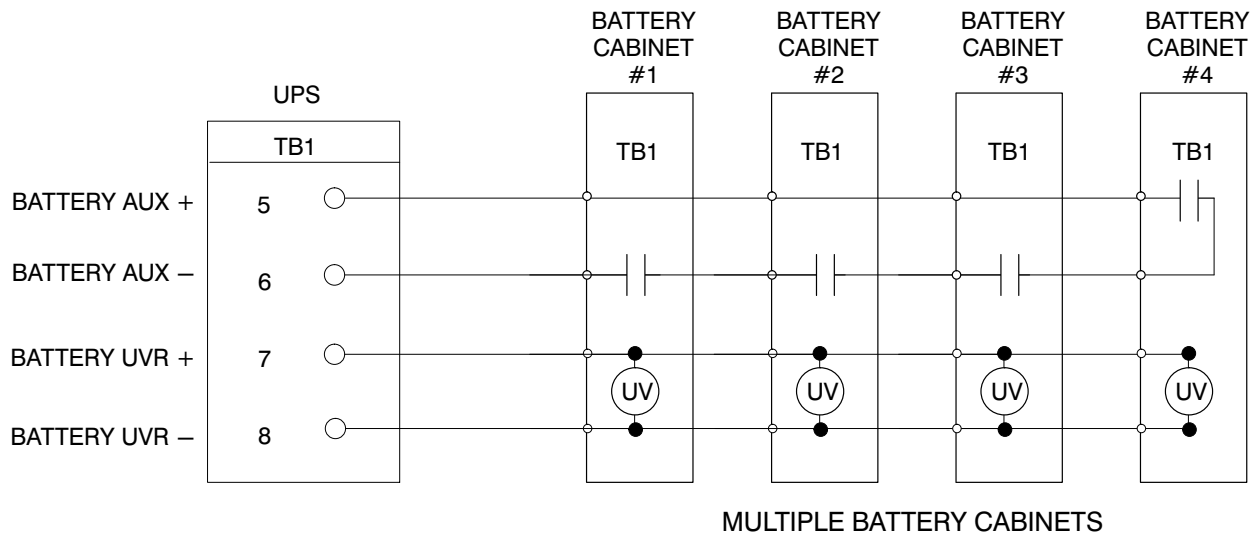 BATTERY
CABINET
#1
BATTERY
CABINET
#2
BATTERY
CABINET
#3
BATTERY
CABINET
#4
UPS
TB1
TB1
TB1
TB1
TB1
BATTERY AUX +
5
BATTERY AUX −
6
BATTERY UVR +
7
UV
UV
UV
UV
BATTERY UVR −
8
MULTIPLE BATTERY CABINETS